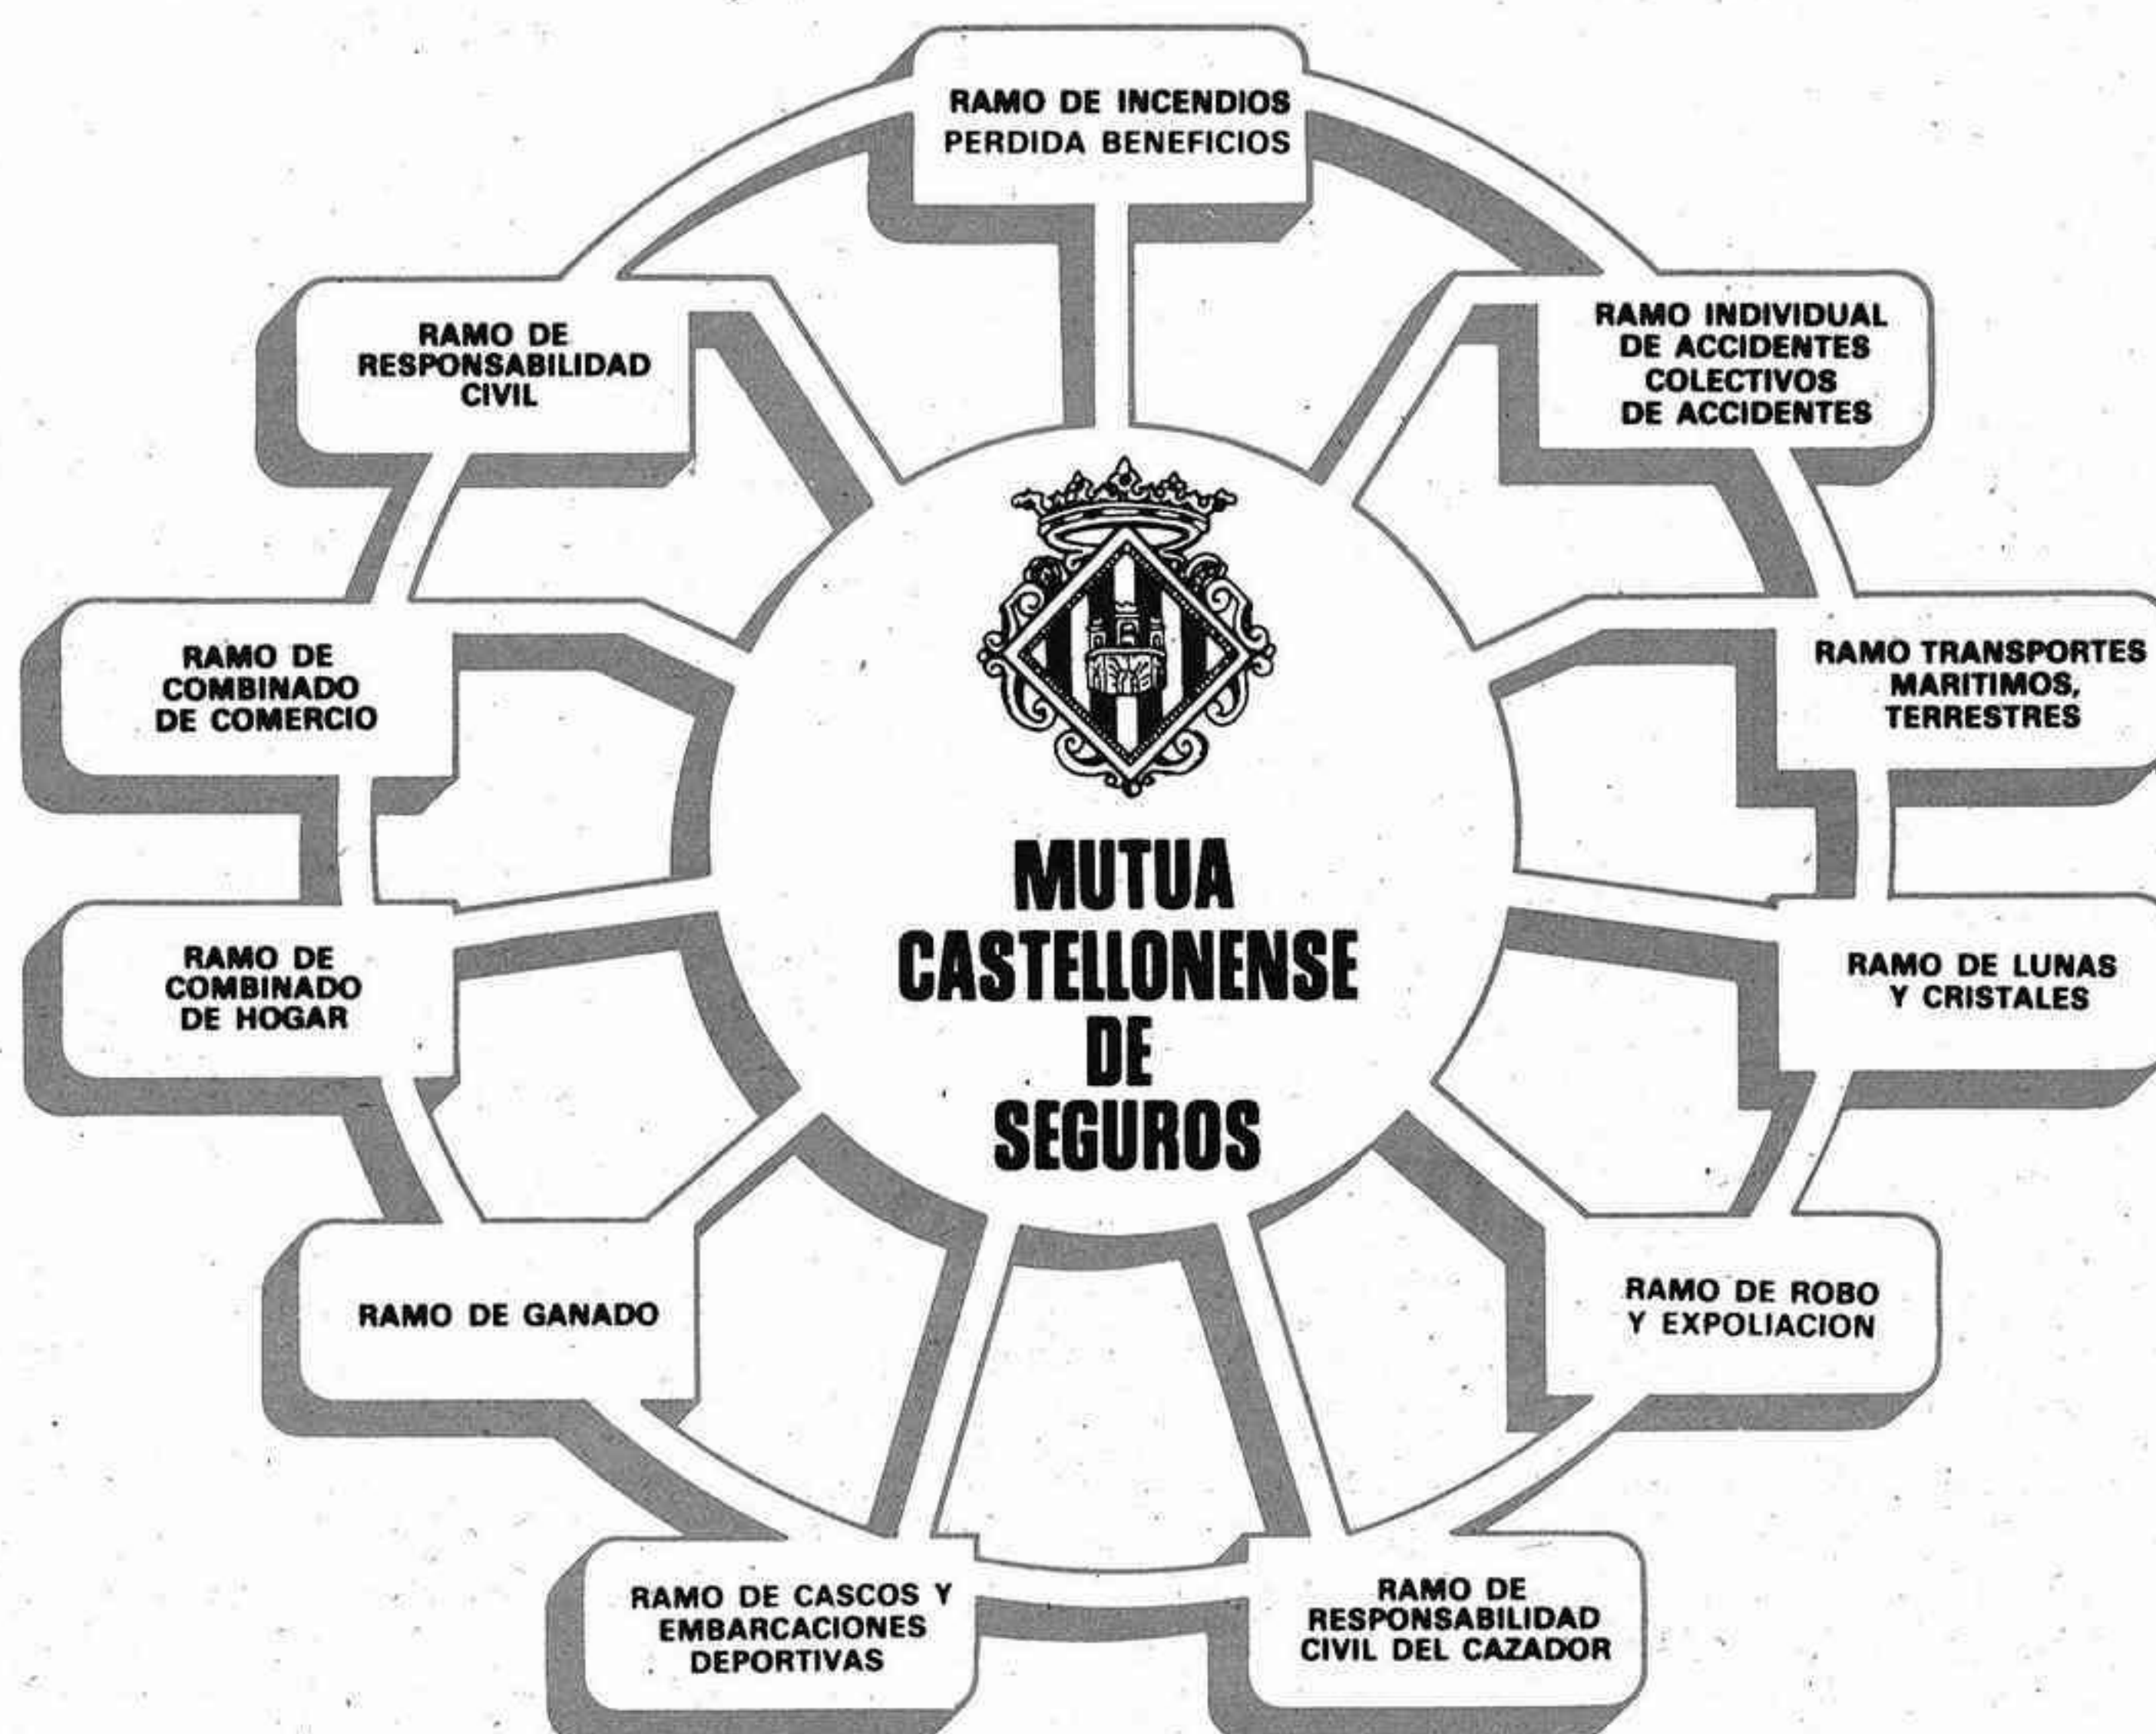 RAMO DE INCENDIOS
PERDIDA BENEFICIOS
RAMO DE
RESPONSABILIDAD
CIVIL
RAMO INDIVIDUAL
DE ACCIDENTES
COLECTIVOS
DE ACCIDENTES
RAMO DE
COMBINADO
DE COMERCIO
RAMO TRANSPORTES
MARITIMOS,
TERRESTRES
MUTUA
CASTELLONENSE
DE
SEGUROS
RAMO DE
COMBINADO
DE HOGAR
RAMO DE LUNAS
Y CRISTALES
RAMO DE GANADO
RAMO DE ROBO
Y EXPOLIACION
RAMO DE CASCOS Y
EMBARCACIONES
DEPORTIVAS
RAMO DE
RESPONSABILIDAD
CIVIL DEL CAZADOR